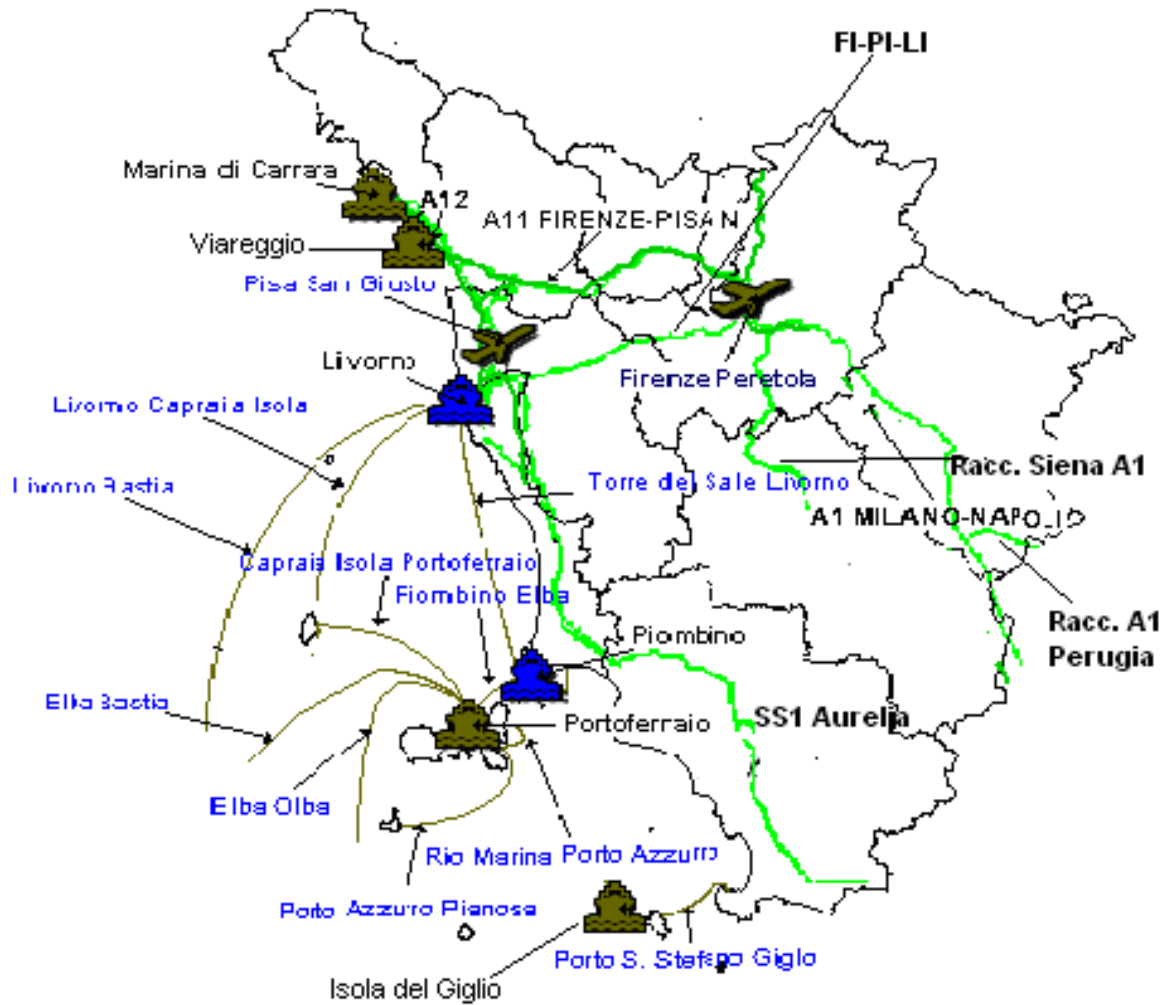 FI-PI-LI
Marina di Carrara
A12
A11 FIRENZE-PISA N
Viareggio
Pisa San Giusto
Livorno
Firenze Peretola
Livorno Capraia Isola
Racc. Siena A1
Livorno Bastia
Torre del Sale Livorno
A1 MILANO-NAPOLI
Capraia Isola Portoferraio
Piombino Elba
Piombino
Racc. A1
Perugia
Elba Bastia
Portoferraio
SS1 Aurelia
Elba Olba
Rio Marina Porto Azzurro
Porto Azzurro Pianosa
Porto S. Stefano Giglo
Isola del Giglio